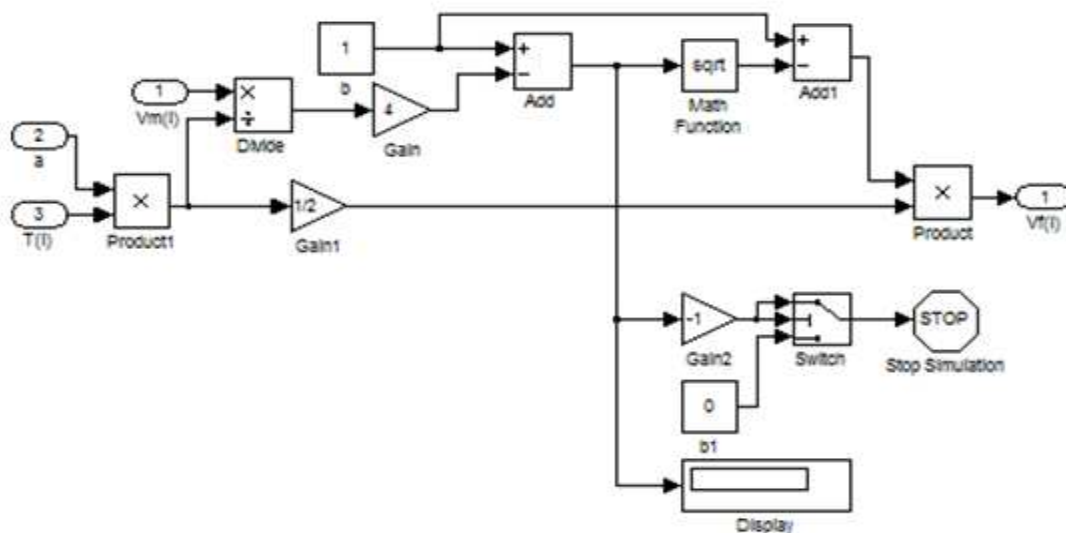 1
b
+
−
Add
sqrt
Math
Function
+
−
Add1
1
Vm(I)
×
÷
Divide
4
Gain
2
a
3
T(I)
×
Product1
1/2
Gain1
×
Product
1
Vf(I)
-1
Gain2
Switch
STOP
Stop Simulation
0
b1
Display